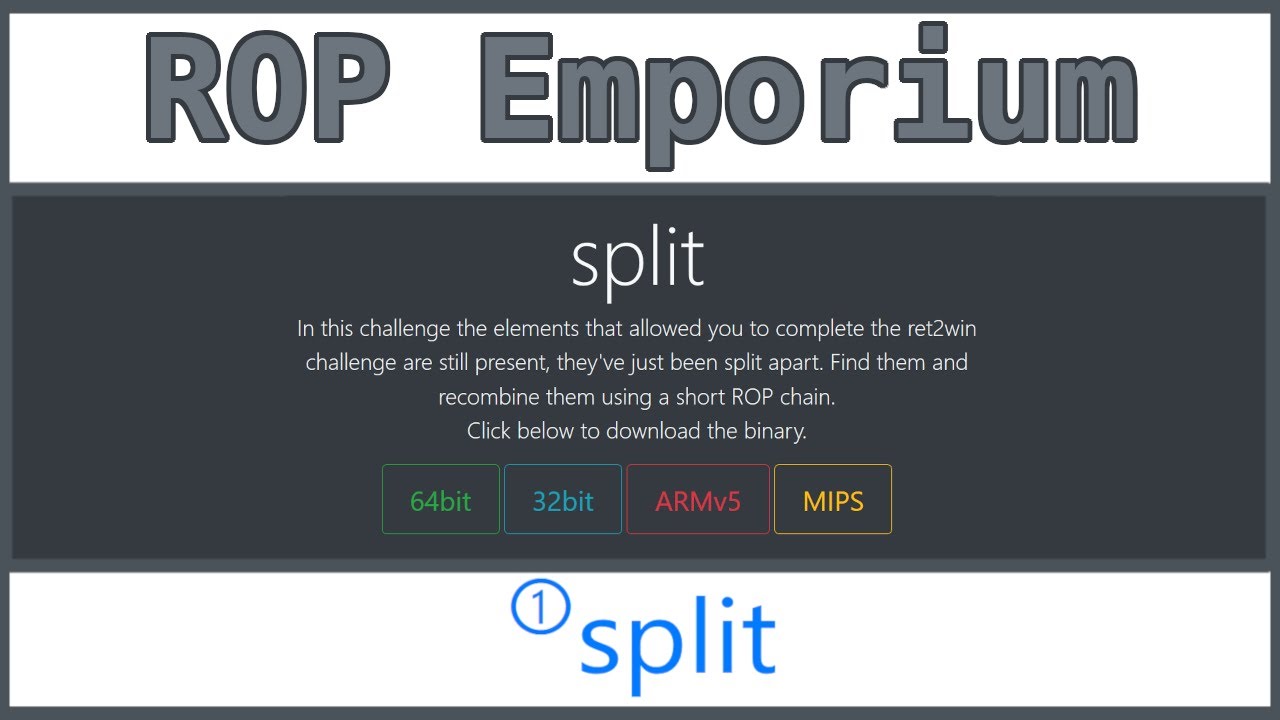 ROP Emporium
split
In this challenge the elements that allowed you to complete the ret2win
challenge are still present, they've just been split apart. Find them and
recombine them using a short ROP chain.
Click below to download the binary.
64bit 32bit ARMv5 MIPS
1 split